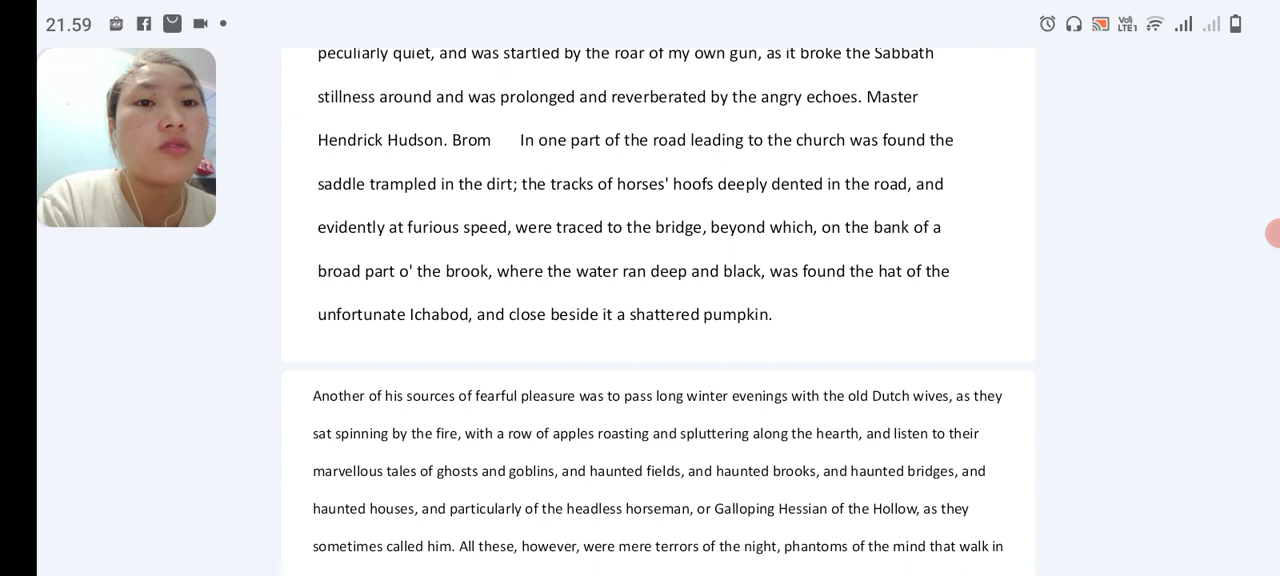 21.59
VoI) LTE1
peculiarly quiet, and was startled by the roar of my own gun, as it broke the Sabbath
stillness around and was prolonged and reverberated by the angry echoes. Master
Hendrick Hudson. Brom In one part of the road leading to the church was found the
saddle trampled in the dirt; the tracks of horses' hoofs deeply dented in the road, and
evidently at furious speed, were traced to the bridge, beyond which, on the bank of a
broad part o' the brook, where the water ran deep and black, was found the hat of the
unfortunate Ichabod, and close beside it a shattered pumpkin.
Another of his sources of fearful pleasure was to pass long winter evenings with the old Dutch wives, as they
sat spinning by the fire, with a row of apples roasting and spluttering along the hearth, and listen to their
marvellous tales of ghosts and goblins, and haunted fields, and haunted brooks, and haunted bridges, and
haunted houses, and particularly of the headless horseman, or Galloping Hessian of the Hollow, as they
sometimes called him. All these, however, were mere terrors of the night, phantoms of the mind that walk in